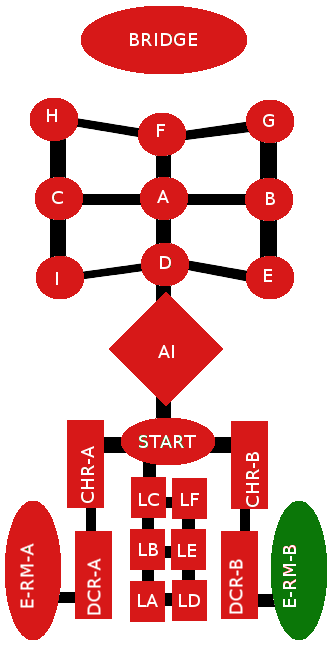 BRIDGE
H
F
G
C
A
B
I
D
E
AI
START
CHR-A
CHR-B
LC
LF
LB
LE
LA
LD
DCR-A
DCR-B
E-RM-A
E-RM-B